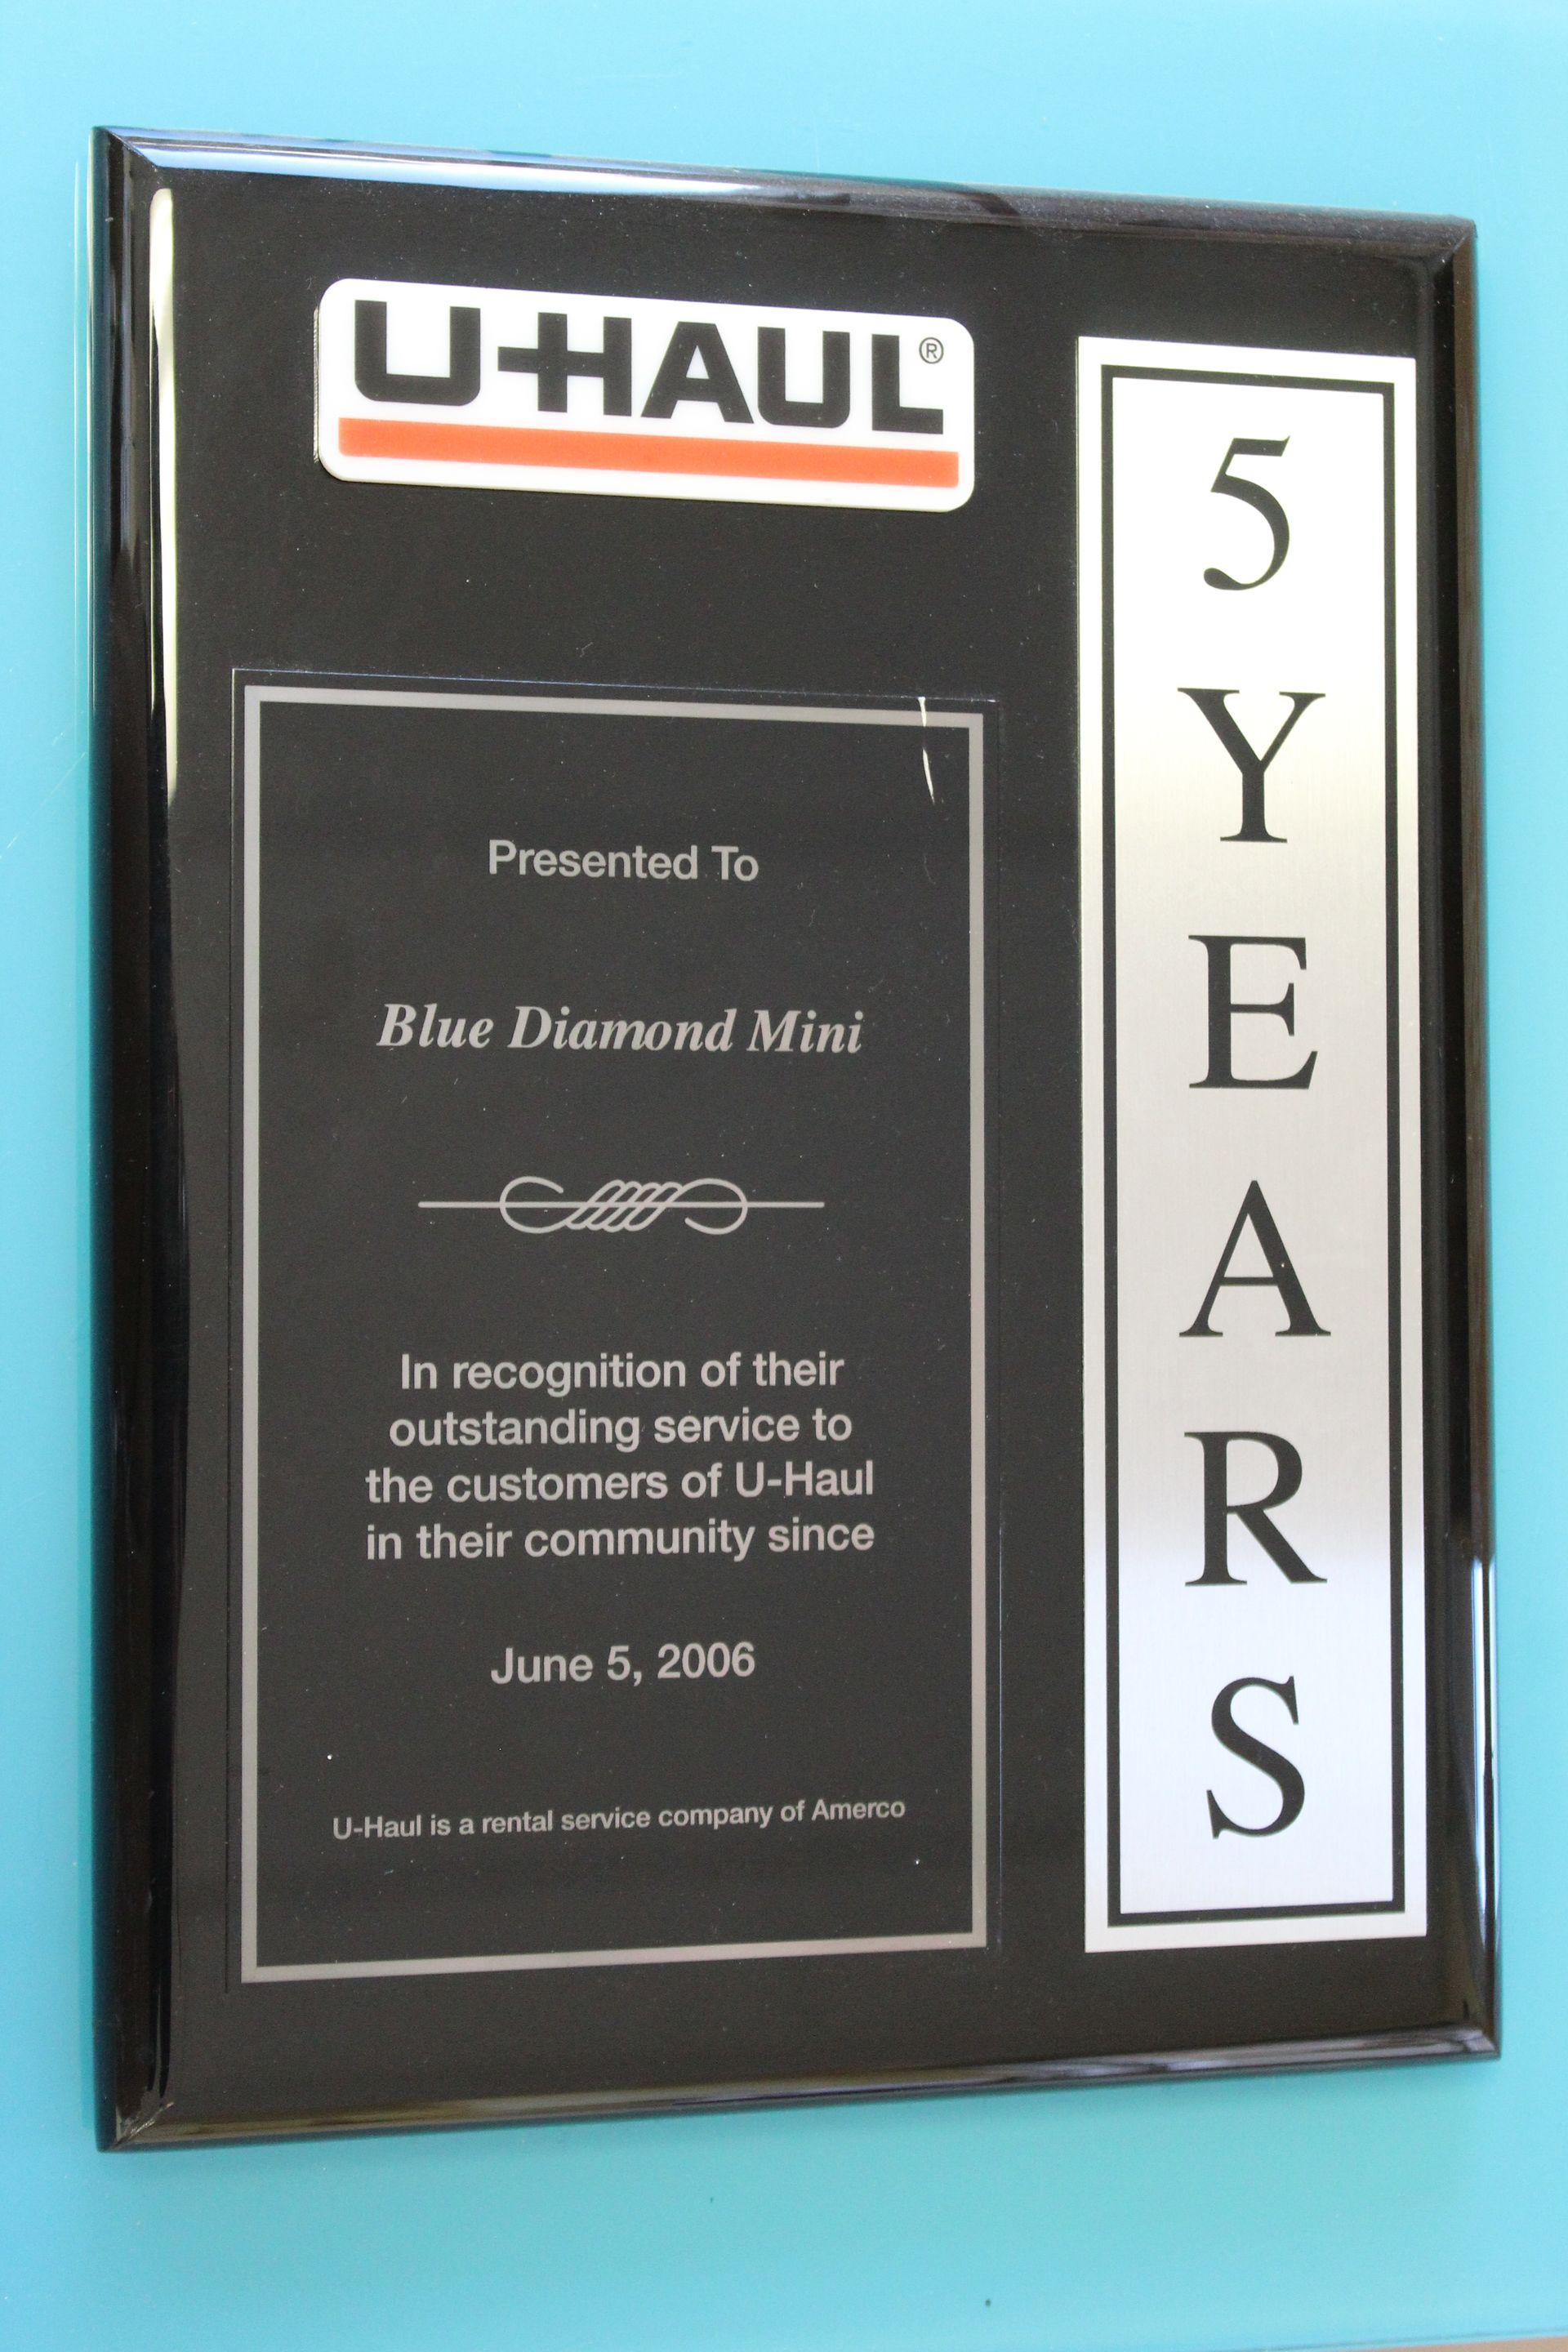 U-HAUL®
Presented To
Blue Diamond Mini
In recognition of their
outstanding service to
the customers of U-Haul
in their community since
June 5, 2006
U-Haul is a rental service company of Amerco
5
Y
E
A
R
S